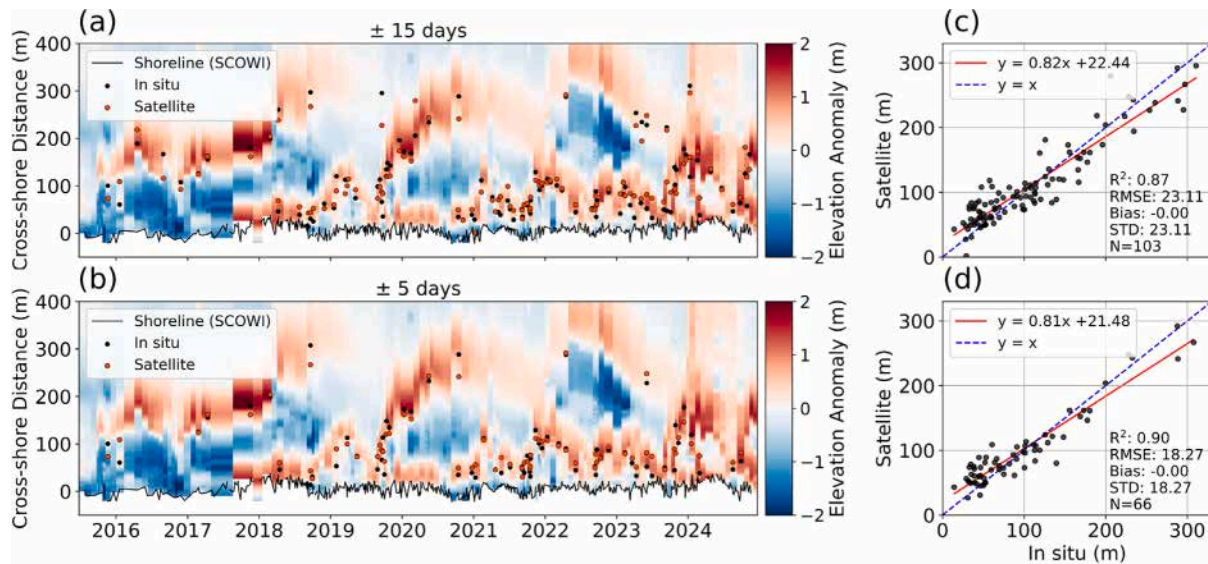 (a)
± 15 days
400
300
200
100
0
Cross-shore Distance (m)
Shoreline (SCOWI)
In situ
Satellite
2
1
0
−1
−2
Elevation Anomaly (m)
(c)
300
200
100
0
Satellite (m)
y = 0.82x +22.44
y = x
R²: 0.87
RMSE: 23.11
Bias: -0.00
STD: 23.11
N=103
(b)
± 5 days
400
300
200
100
0
Cross-shore Distance (m)
Shoreline (SCOWI)
In situ
Satellite
2016 2017 2018 2019 2020 2021 2022 2023 2024
2
1
0
−1
−2
Elevation Anomaly (m)
(d)
300
200
100
0
Satellite (m)
y = 0.81x +21.48
y = x
R²: 0.90
RMSE: 18.27
Bias: -0.00
STD: 18.27
N=66
0 100 200 300
In situ (m)